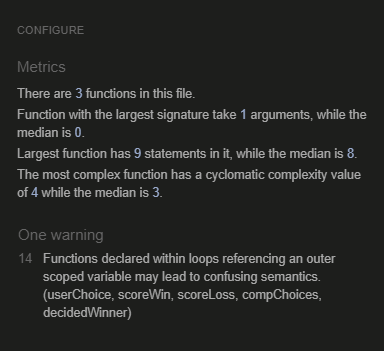 CONFIGURE
Metrics
There are 3 functions in this file.
Function with the largest signature take 1 arguments, while the
median is 0.
Largest function has 9 statements in it, while the median is 8.
The most complex function has a cyclomatic complexity value
of 4 while the median is 3.
One warning
14 Functions declared within loops referencing an outer
scoped variable may lead to confusing semantics.
(userChoice, scoreWin, scoreLoss, compChoices,
decidedWinner)